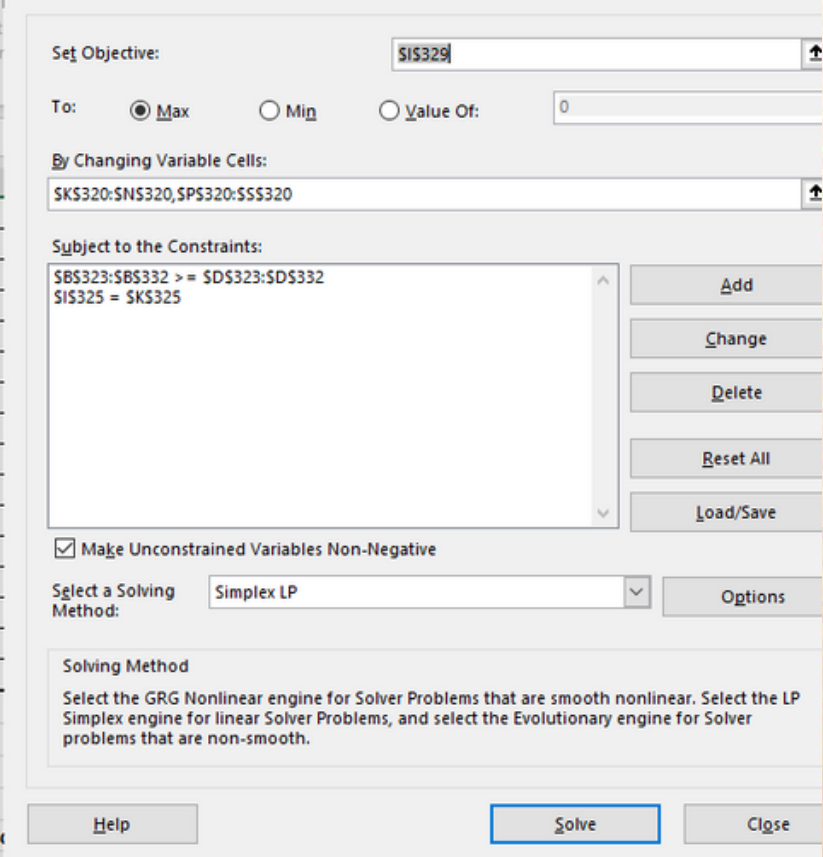 Set Objective: $I$329
To: Max Min Value Of: 0
By Changing Variable Cells:
$K$320:$N$320,$P$320:$S$320
Subject to the Constraints:
$B$323:$B$332 >= $D$323:$D$332
$I$325 = $K$325
Add
Change
Delete
Reset All
Load/Save
Make Unconstrained Variables Non-Negative
Select a Solving
Method:
Simplex LP
Options
Solving Method
Select the GRG Nonlinear engine for Solver Problems that are smooth nonlinear. Select the LP
Simplex engine for linear Solver Problems, and select the Evolutionary engine for Solver
problems that are non-smooth.
Help Solve Close